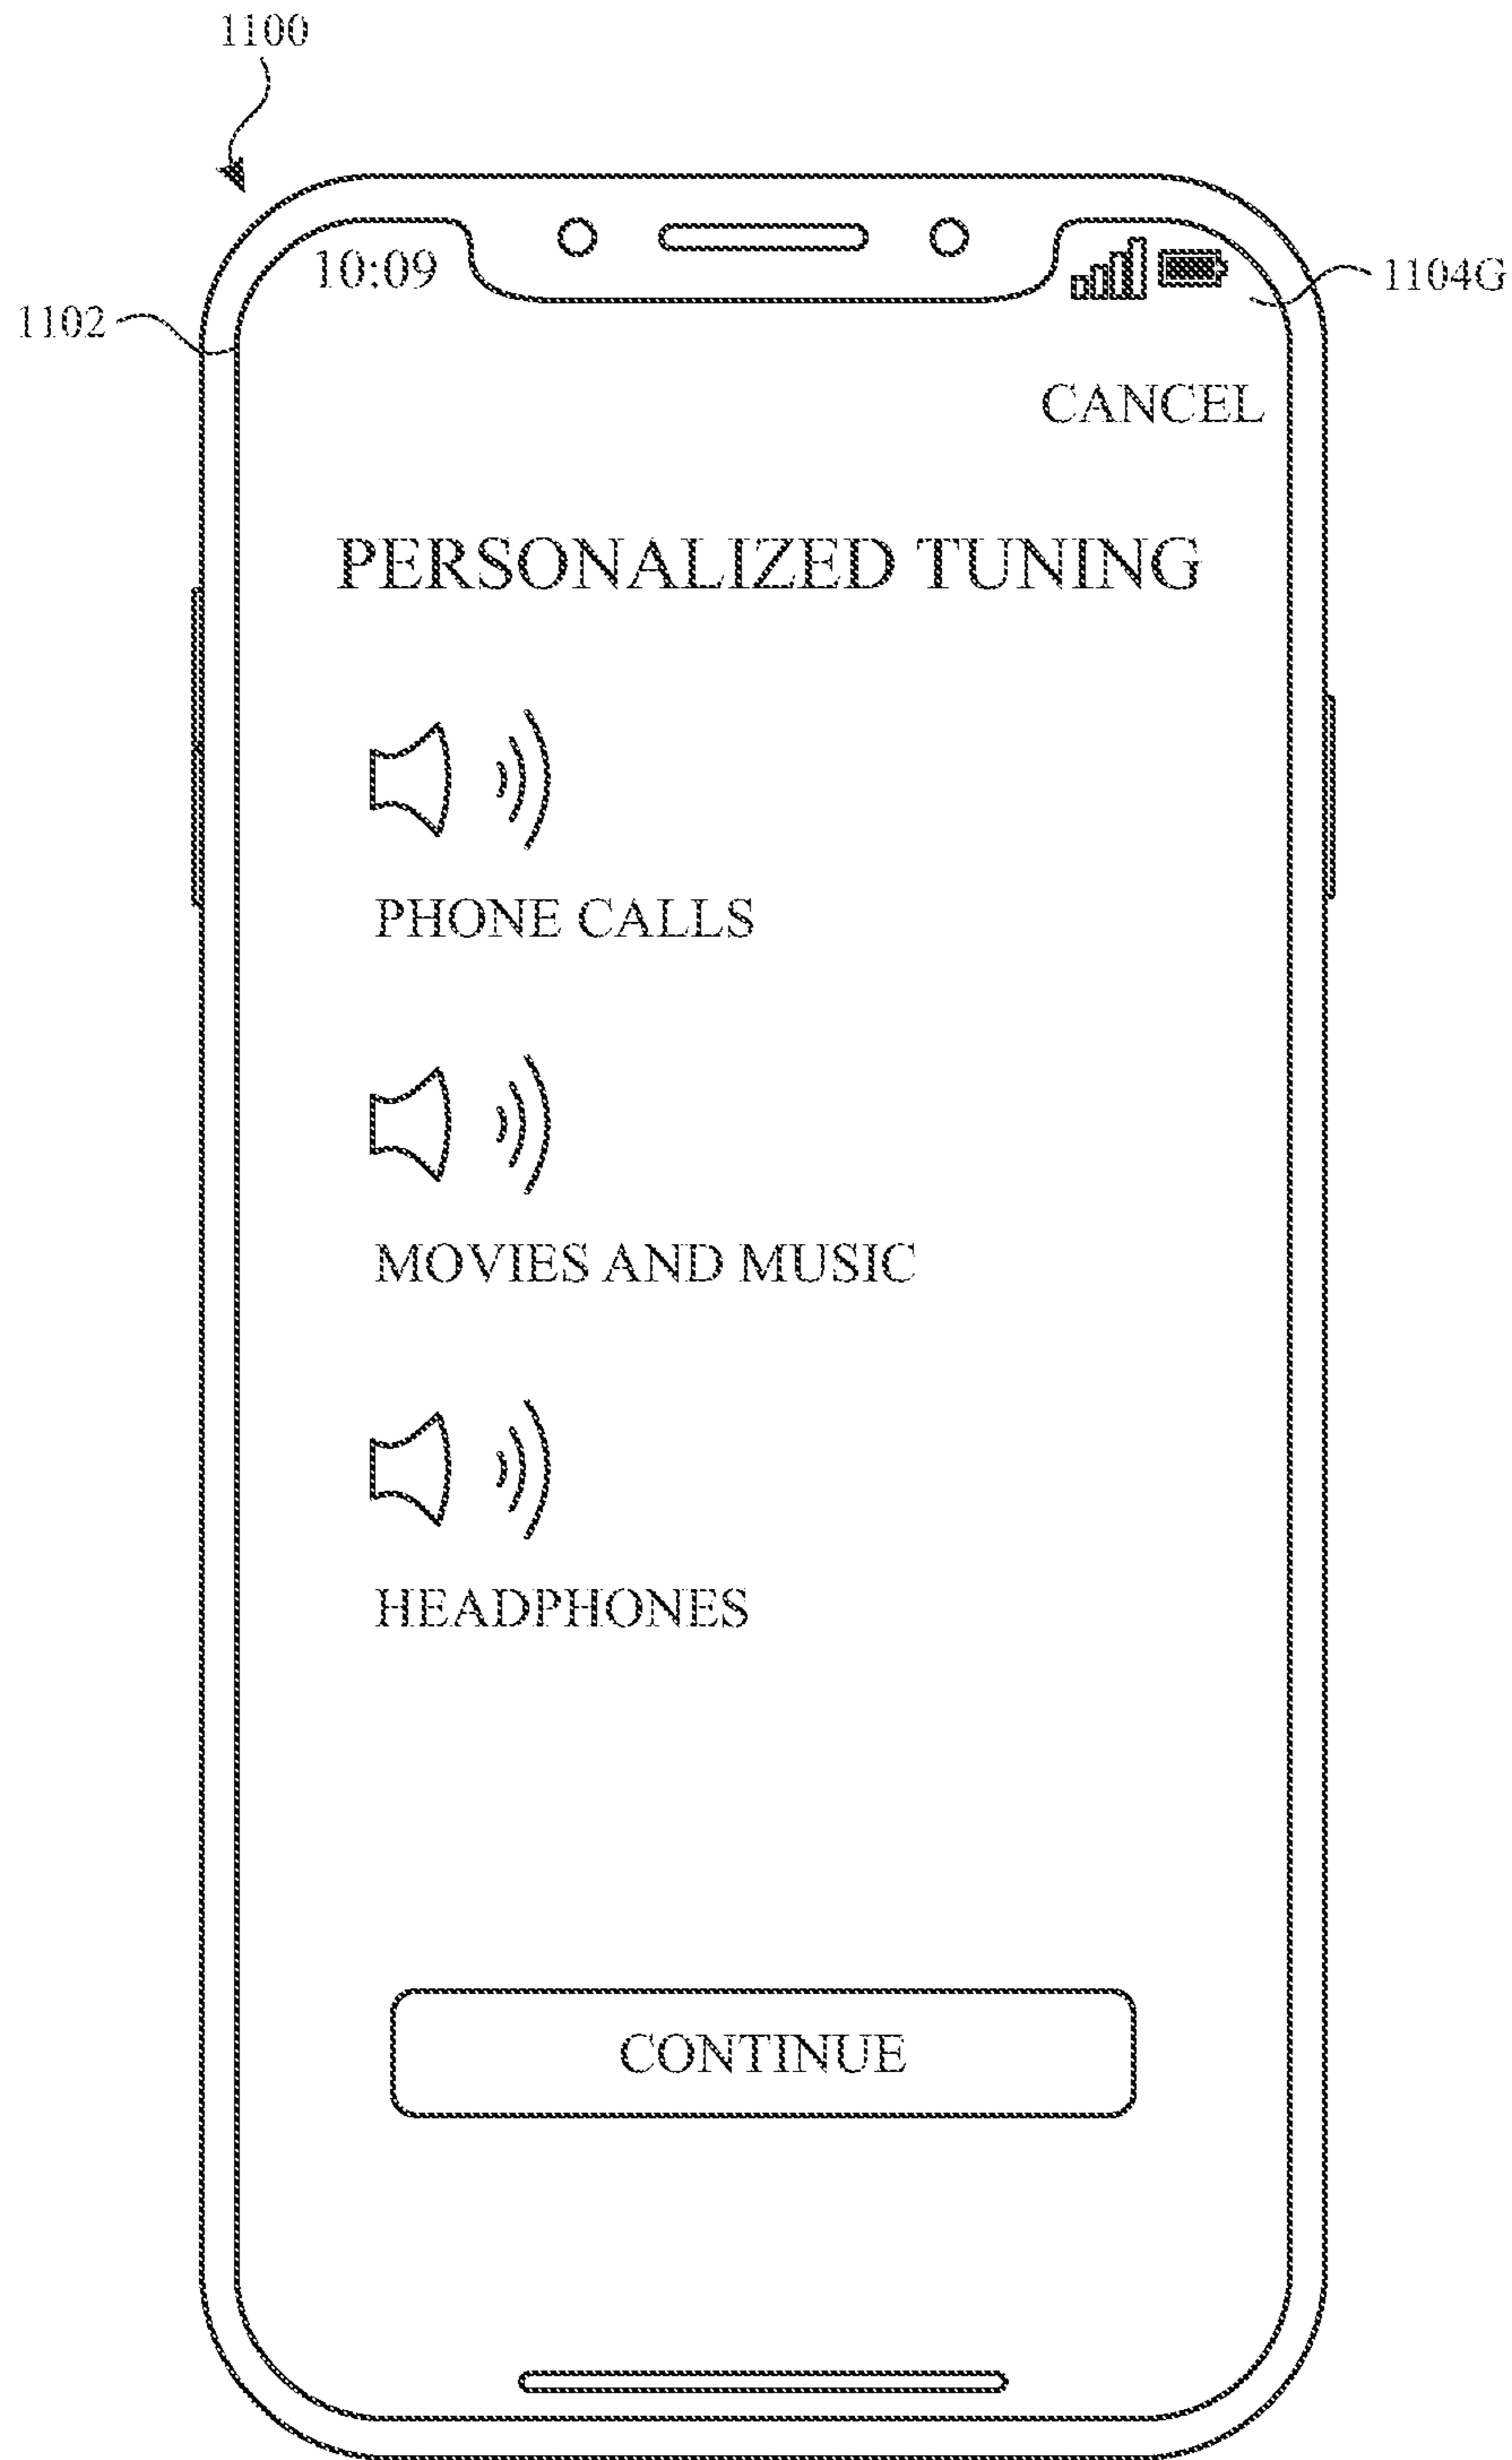 1100
10:09
1104G
1102
CANCEL
PERSONALIZED TUNING
PHONE CALLS
MOVIES AND MUSIC
HEADPHONES
CONTINUE